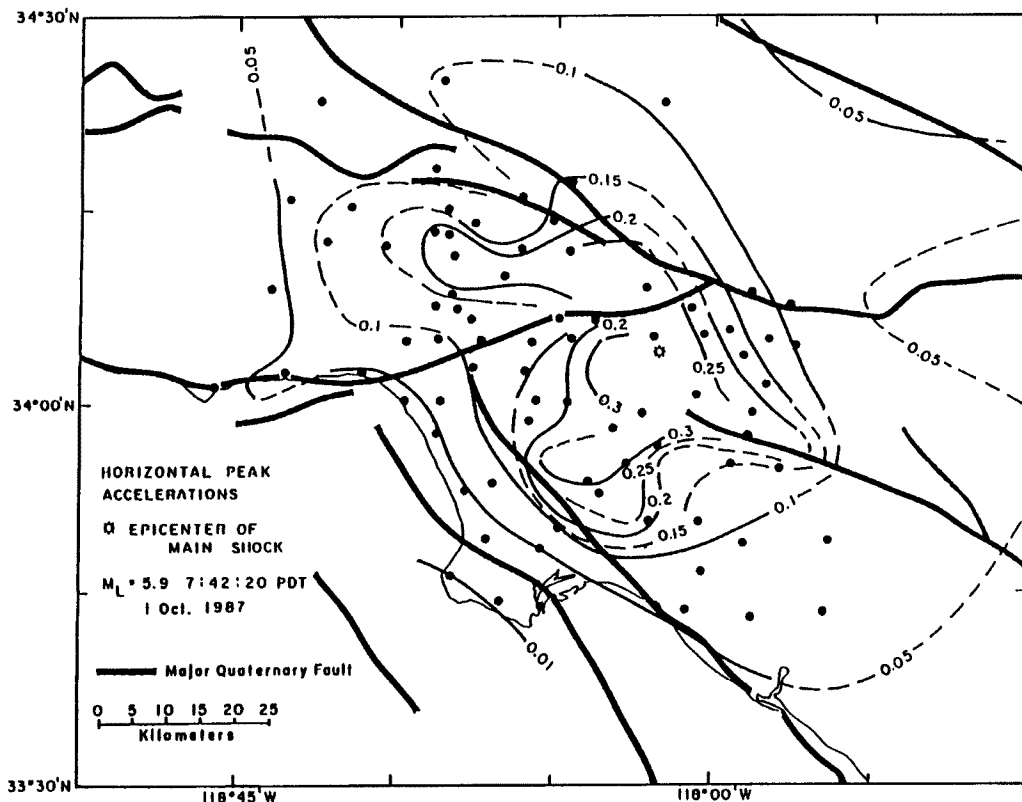 34°30'N
0.05
0.1
0.05
0.15
0.2
0.1
0.2
0.05
0.25
34°00'N
0.3
0.3
0.25
0.2
0.1
0.15
HORIZONTAL PEAK
ACCELERATIONS
EPICENTER OF
MAIN SHOCK
M_L = 5.9 7:42:20 PDT
1 Oct. 1987
0.01
0.05
Major Quaternary Fault
0 5 10 15 20 25
Kilometers
33°30'N
118°45'W
118°00'W